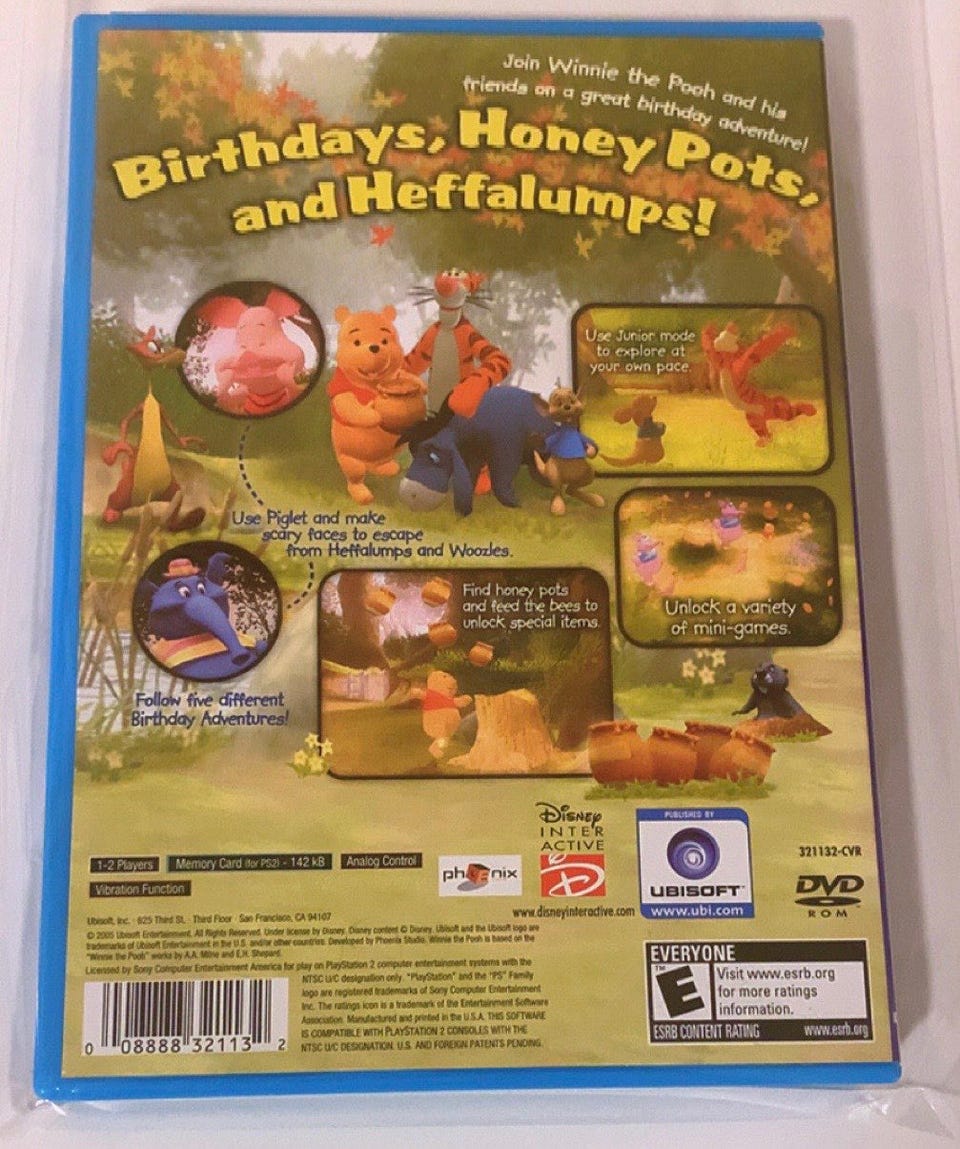 Join Winnie the Pooh and his
friends on a great birthday adventure!
Birthdays, Honey Pots,
and Heffalumps!
Use Junior mode
to explore at
your own pace.
Use Piglet and make
scary faces to escape
from Heffalumps and Woozles.
Find honey pots
and feed the bees to
unlock special items.
Unlock a variety
of mini-games.
Follow five different
Birthday Adventures!
1-2 Players
Memory Card (for PS2) - 142 kB
Analog Control
Vibration Function
phoenix
Disney
INTER
ACTIVE
D
www.disneyinteractive.com
PUBLISHED BY
UBISOFT™
www.ubi.com
321132-CVR
DVD
ROM
Ubisoft, Inc. · 625 Third St. · Third Floor · San Francisco, CA 94107
© 2005 Ubisoft Entertainment. All Rights Reserved. Under license by Disney. Disney content © Disney. Ubisoft and the Ubisoft logo are
trademarks of Ubisoft Entertainment in the U.S. and/or other countries. Developed by Phoenix Studio. Winnie the Pooh is based on the
"Winnie the Pooh" works by A.A. Milne and E.H. Shepard.
Licensed by Sony Computer Entertainment America for play on PlayStation 2 computer entertainment systems with the
NTSC U/C designation only. "PlayStation" and the "PS" Family
logo are registered trademarks of Sony Computer Entertainment
Inc. The ratings icon is a trademark of the Entertainment Software
Association. Manufactured and printed in the U.S.A. THIS SOFTWARE
IS COMPATIBLE WITH PLAYSTATION 2 CONSOLES WITH THE
NTSC U/C DESIGNATION. U.S. AND FOREIGN PATENTS PENDING.
0 08888 32113 2
EVERYONE
E™
Visit www.esrb.org
for more ratings
information.
ESRB CONTENT RATING www.esrb.org